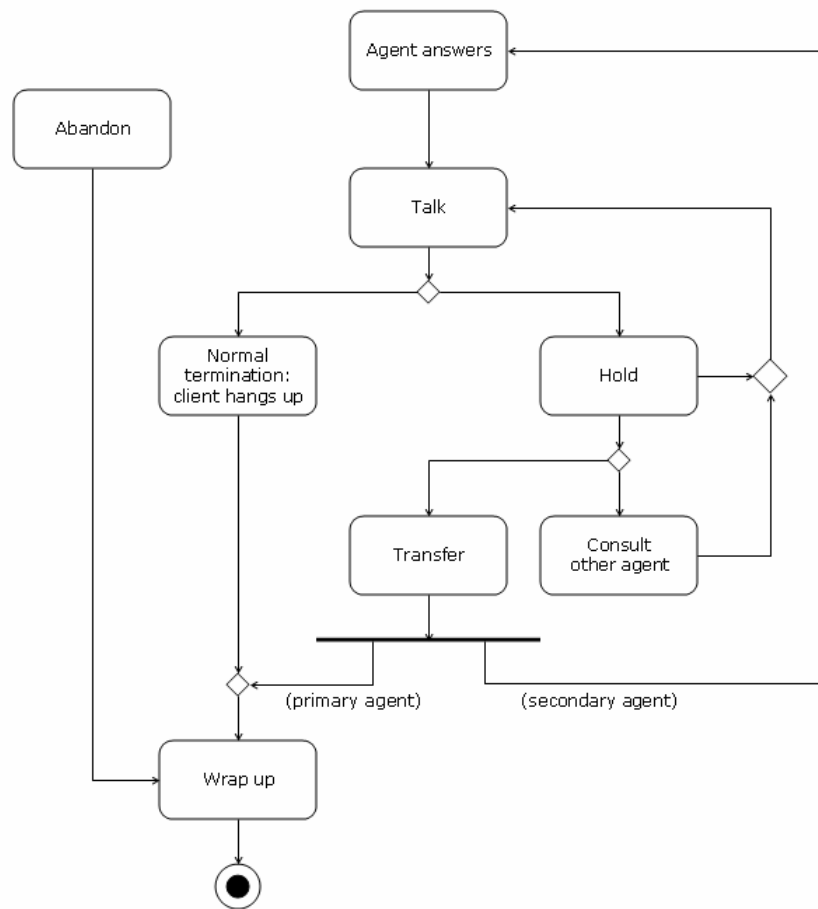 Agent answers
Abandon
Talk
Normal
termination:
client hangs up
Hold
Transfer
Consult
other agent
(primary agent)
(secondary agent)
Wrap up